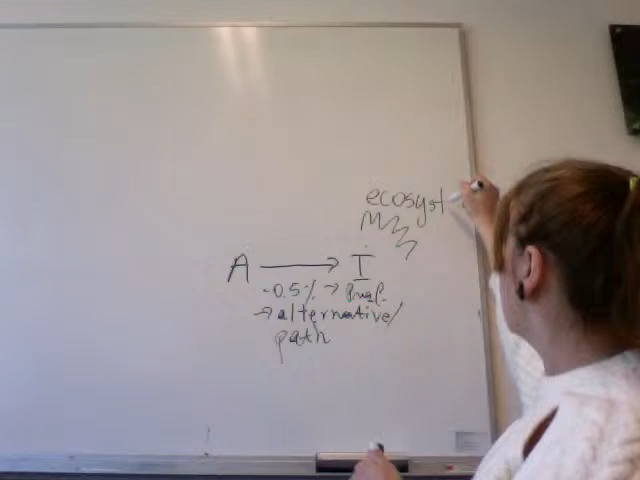 ecosyst
A → I
-0.5% →
→ alternative/
path